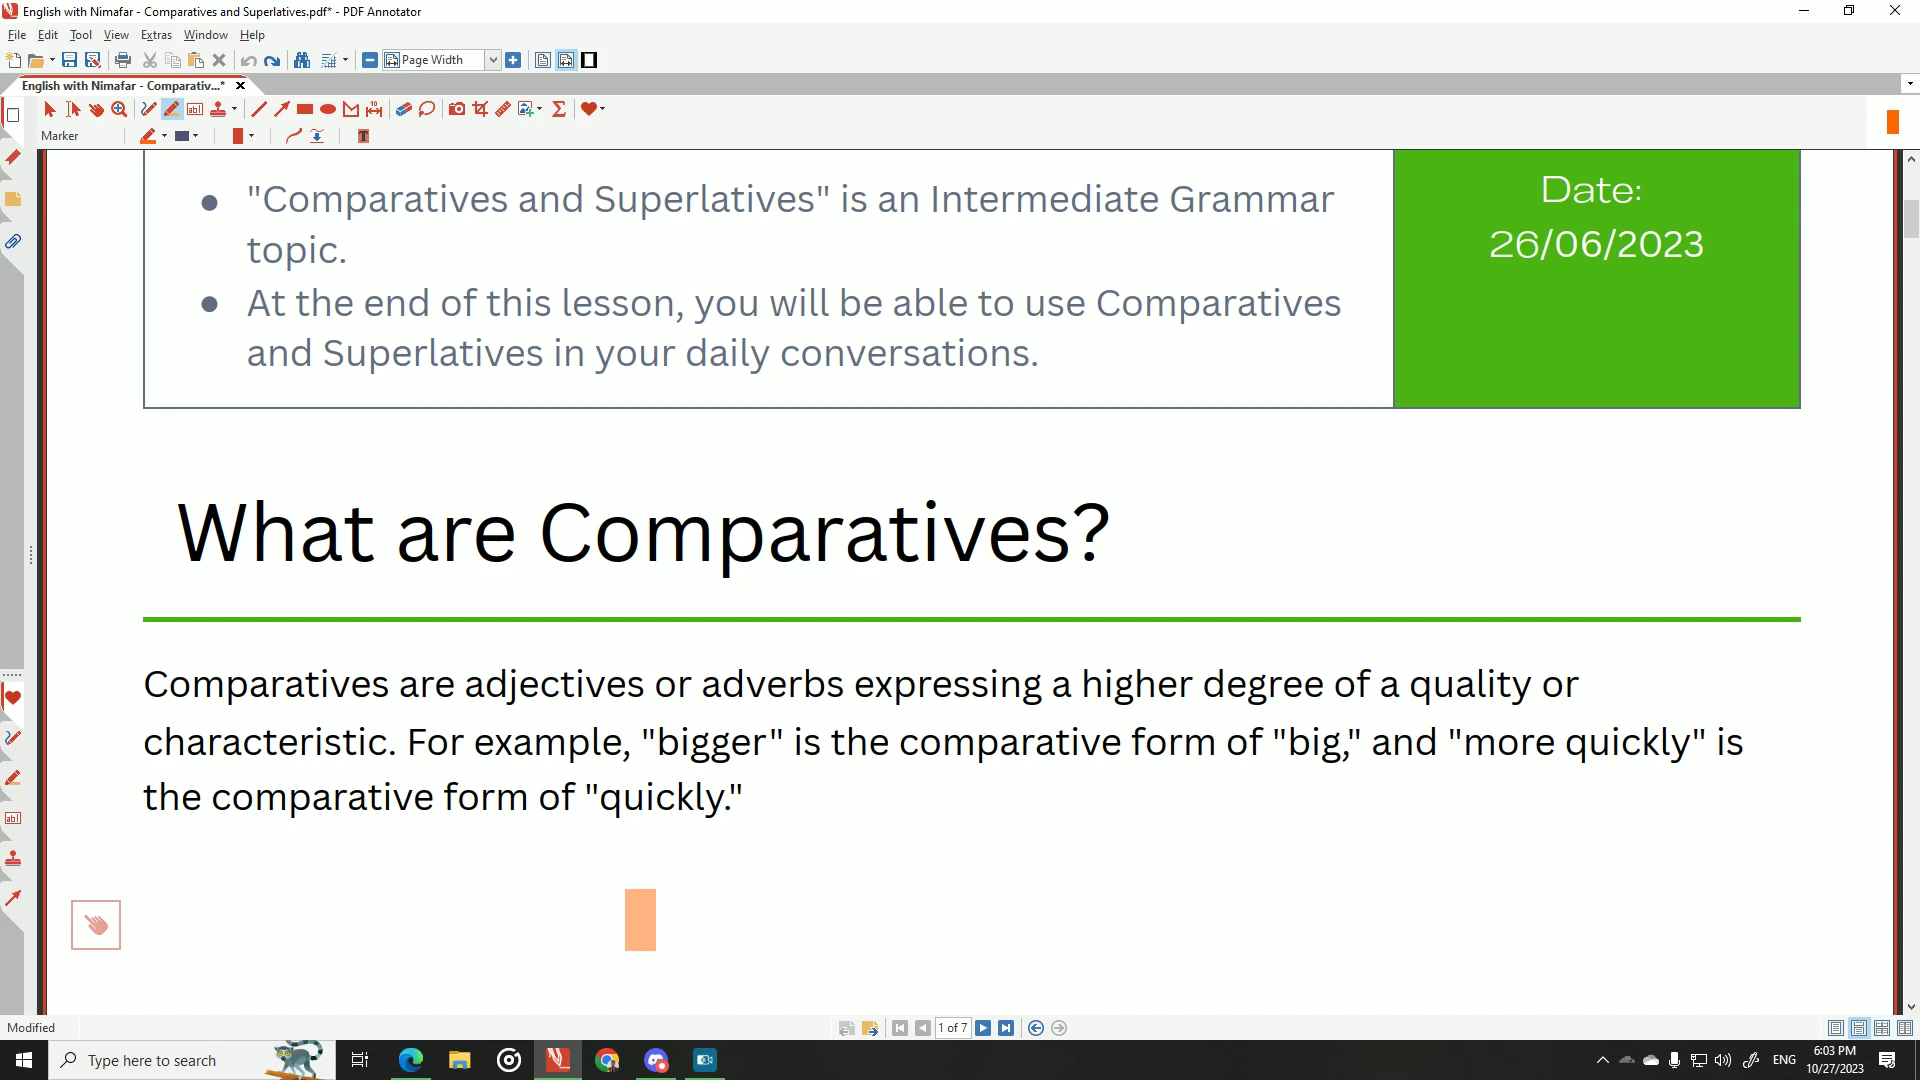 English with Nimafar - Comparatives and Superlatives.pdf* - PDF Annotator
File Edit Tool View Extras Window Help
Page Width
English with Nimafar - Comparativ...*
Marker
"Comparatives and Superlatives" is an Intermediate Grammar
topic.
At the end of this lesson, you will be able to use Comparatives
and Superlatives in your daily conversations.
Date:
26/06/2023
What are Comparatives?
Comparatives are adjectives or adverbs expressing a higher degree of a quality or
characteristic. For example, "bigger" is the comparative form of "big," and "more quickly" is
the comparative form of "quickly."
Modified
1 of 7
Type here to search
ENG
6:03 PM
10/27/2023